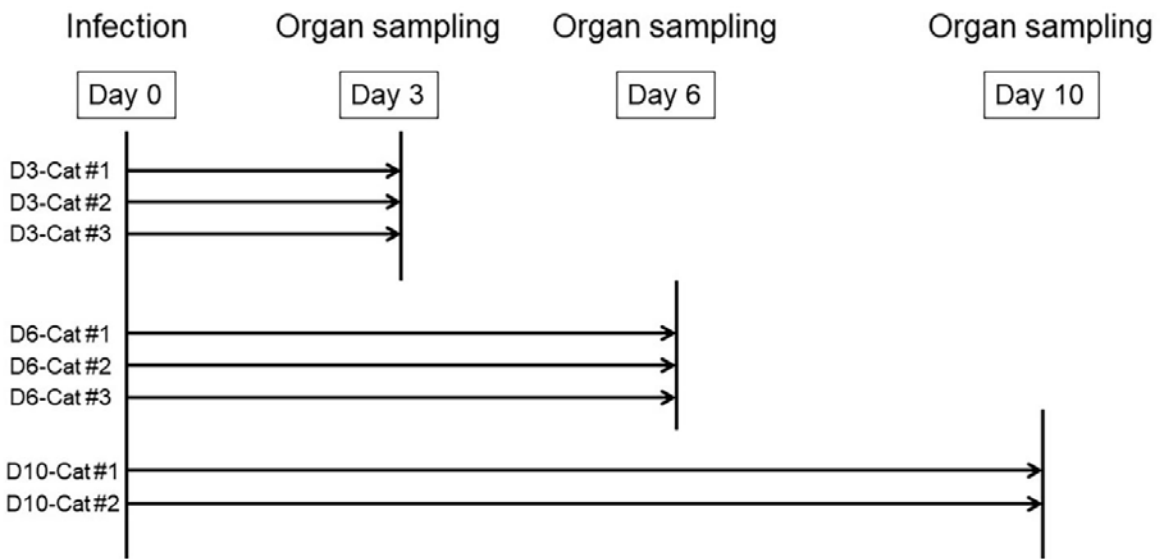 Infection Organ sampling Organ sampling Organ sampling
Day 0 Day 3 Day 6 Day 10
D3-Cat #1
D3-Cat #2
D3-Cat #3
D6-Cat #1
D6-Cat #2
D6-Cat #3
D10-Cat #1
D10-Cat #2